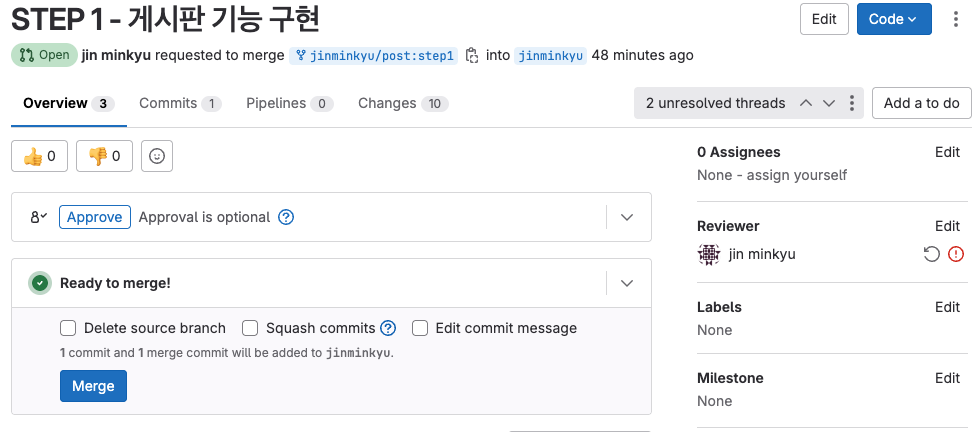 STEP 1 - 게시판 기능 구현
Edit
Code
Open jin minkyu requested to merge jinminkyu/post:step1 into jinminkyu 48 minutes ago
Overview 3 Commits 1 Pipelines 0 Changes 10
2 unresolved threads
Add a to do
0 0
Approve Approval is optional
Ready to merge!
Delete source branch Squash commits Edit commit message
1 commit and 1 merge commit will be added to jinminkyu.
Merge
0 Assignees Edit
None - assign yourself
Reviewer Edit
jin minkyu
Labels Edit
None
Milestone Edit
None